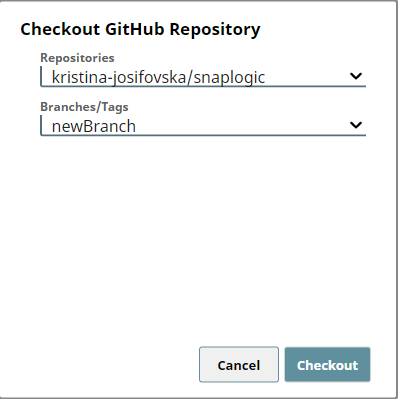 Checkout GitHub Repository
Repositories
kristina-josifovska/snaplogic
Branches/Tags
newBranch
Cancel
Checkout